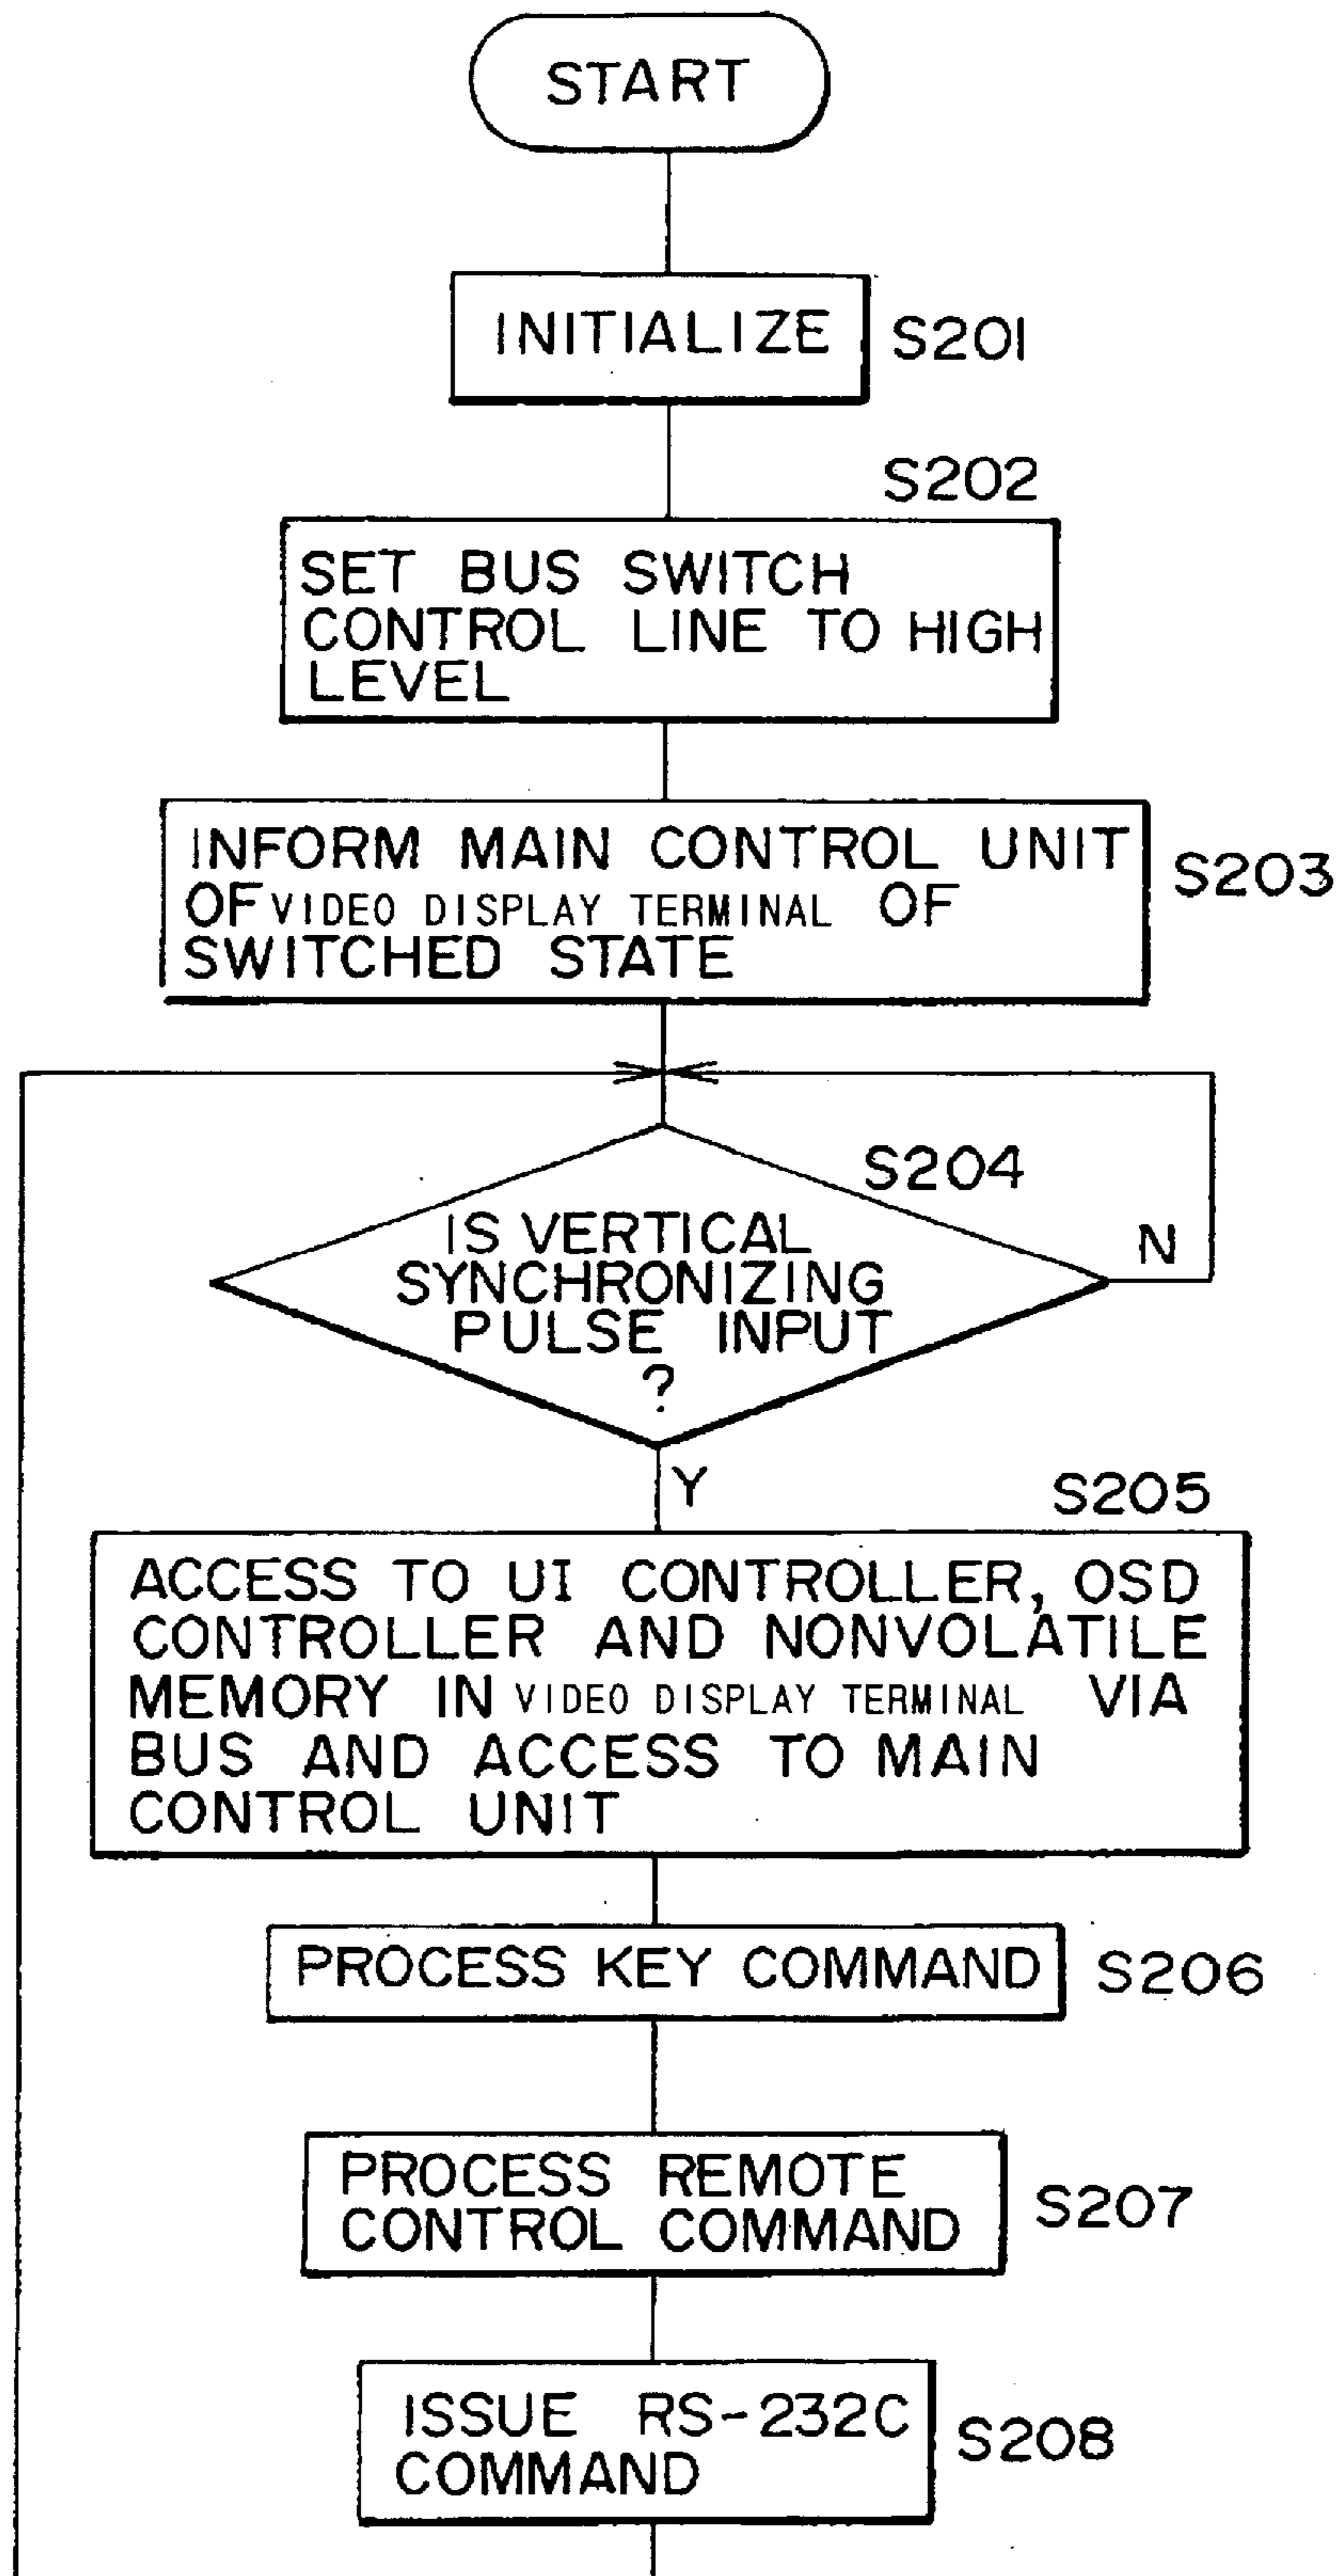 START
INITIALIZE
S201
S202
SET BUS SWITCH
CONTROL LINE TO HIGH
LEVEL
INFORM MAIN CONTROL UNIT
OF VIDEO DISPLAY TERMINAL OF
SWITCHED STATE
S203
S204
IS VERTICAL
SYNCHRONIZING
PULSE INPUT
?
N
Y
S205
ACCESS TO UI CONTROLLER, OSD
CONTROLLER AND NONVOLATILE
MEMORY IN VIDEO DISPLAY TERMINAL VIA
BUS AND ACCESS TO MAIN
CONTROL UNIT
PROCESS KEY COMMAND
S206
PROCESS REMOTE
CONTROL COMMAND
S207
ISSUE RS-232C
COMMAND
S208